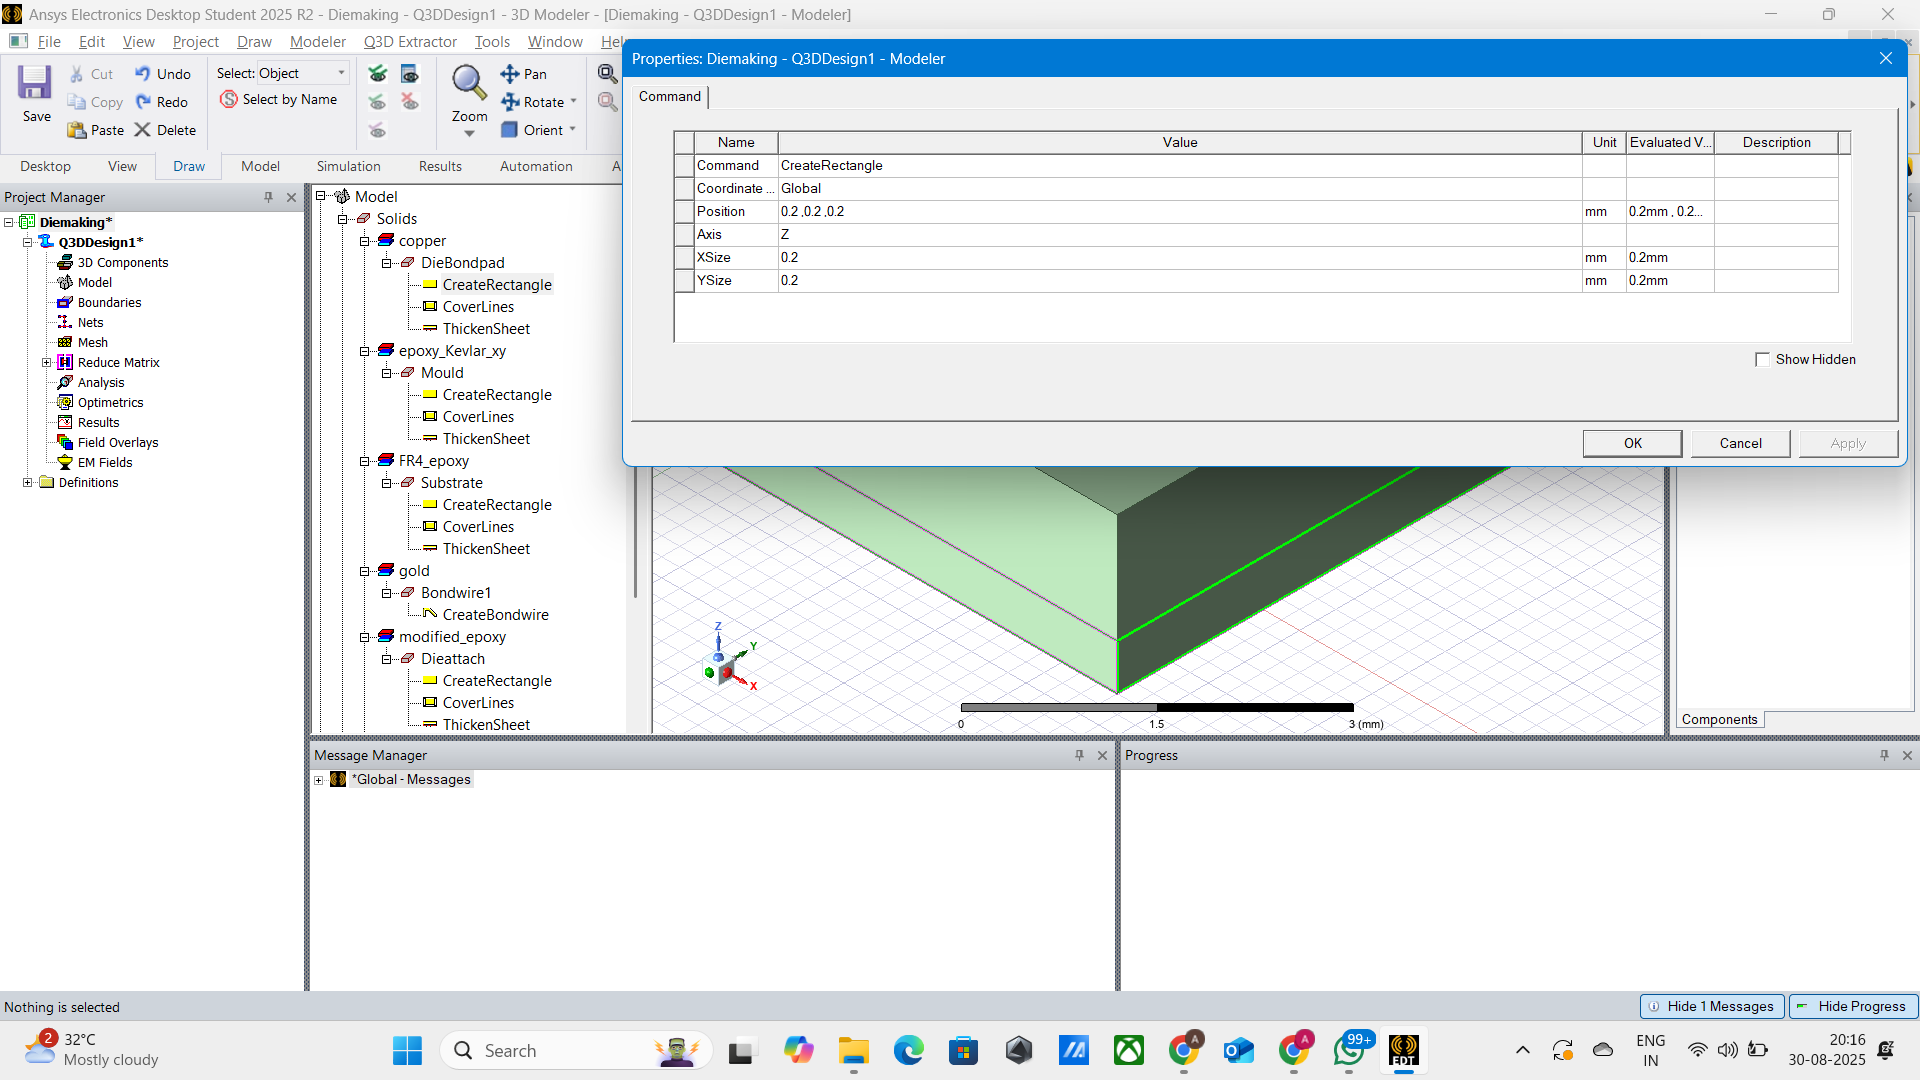 Ansys Electronics Desktop Student 2025 R2 - Diemaking - Q3DDesign1 - 3D Modeler - [Diemaking - Q3DDesign1 - Modeler]
File Edit View Project Draw Modeler Q3D Extractor Tools Window
Save
Cut
Copy
Paste
Undo
Redo
Delete
Select: Object
Select by Name
Zoom
Pan
Rotate
Orient
Desktop View Draw Model Simulation Results Automation
Project Manager
Diemaking*
Q3DDesign1*
3D Components
Model
Boundaries
Nets
Mesh
Reduce Matrix
Analysis
Optimetrics
Results
Field Overlays
EM Fields
Definitions
Model
Solids
copper
DieBondpad
CreateRectangle
CoverLines
ThickenSheet
epoxy_Kevlar_xy
Mould
CreateRectangle
CoverLines
ThickenSheet
FR4_epoxy
Substrate
CreateRectangle
CoverLines
ThickenSheet
gold
Bondwire1
CreateBondwire
modified_epoxy
Dieattach
CreateRectangle
CoverLines
ThickenSheet
Properties: Diemaking - Q3DDesign1 - Modeler
Command
Name Value Unit Evaluated V... Description
Command CreateRectangle
Coordinate ... Global
Position 0.2 ,0.2 ,0.2 mm 0.2mm , 0.2...
Axis Z
XSize 0.2 mm 0.2mm
YSize 0.2 mm 0.2mm
Show Hidden
OK Cancel Apply
Z
Y
X
0 1.5 3 (mm)
Components
Message Manager
*Global - Messages
Progress
Nothing is selected
Hide 1 Messages
Hide Progress
2
32°C
Mostly cloudy
Search
A
A
99+
EDT
ENG
IN
20:16
30-08-2025